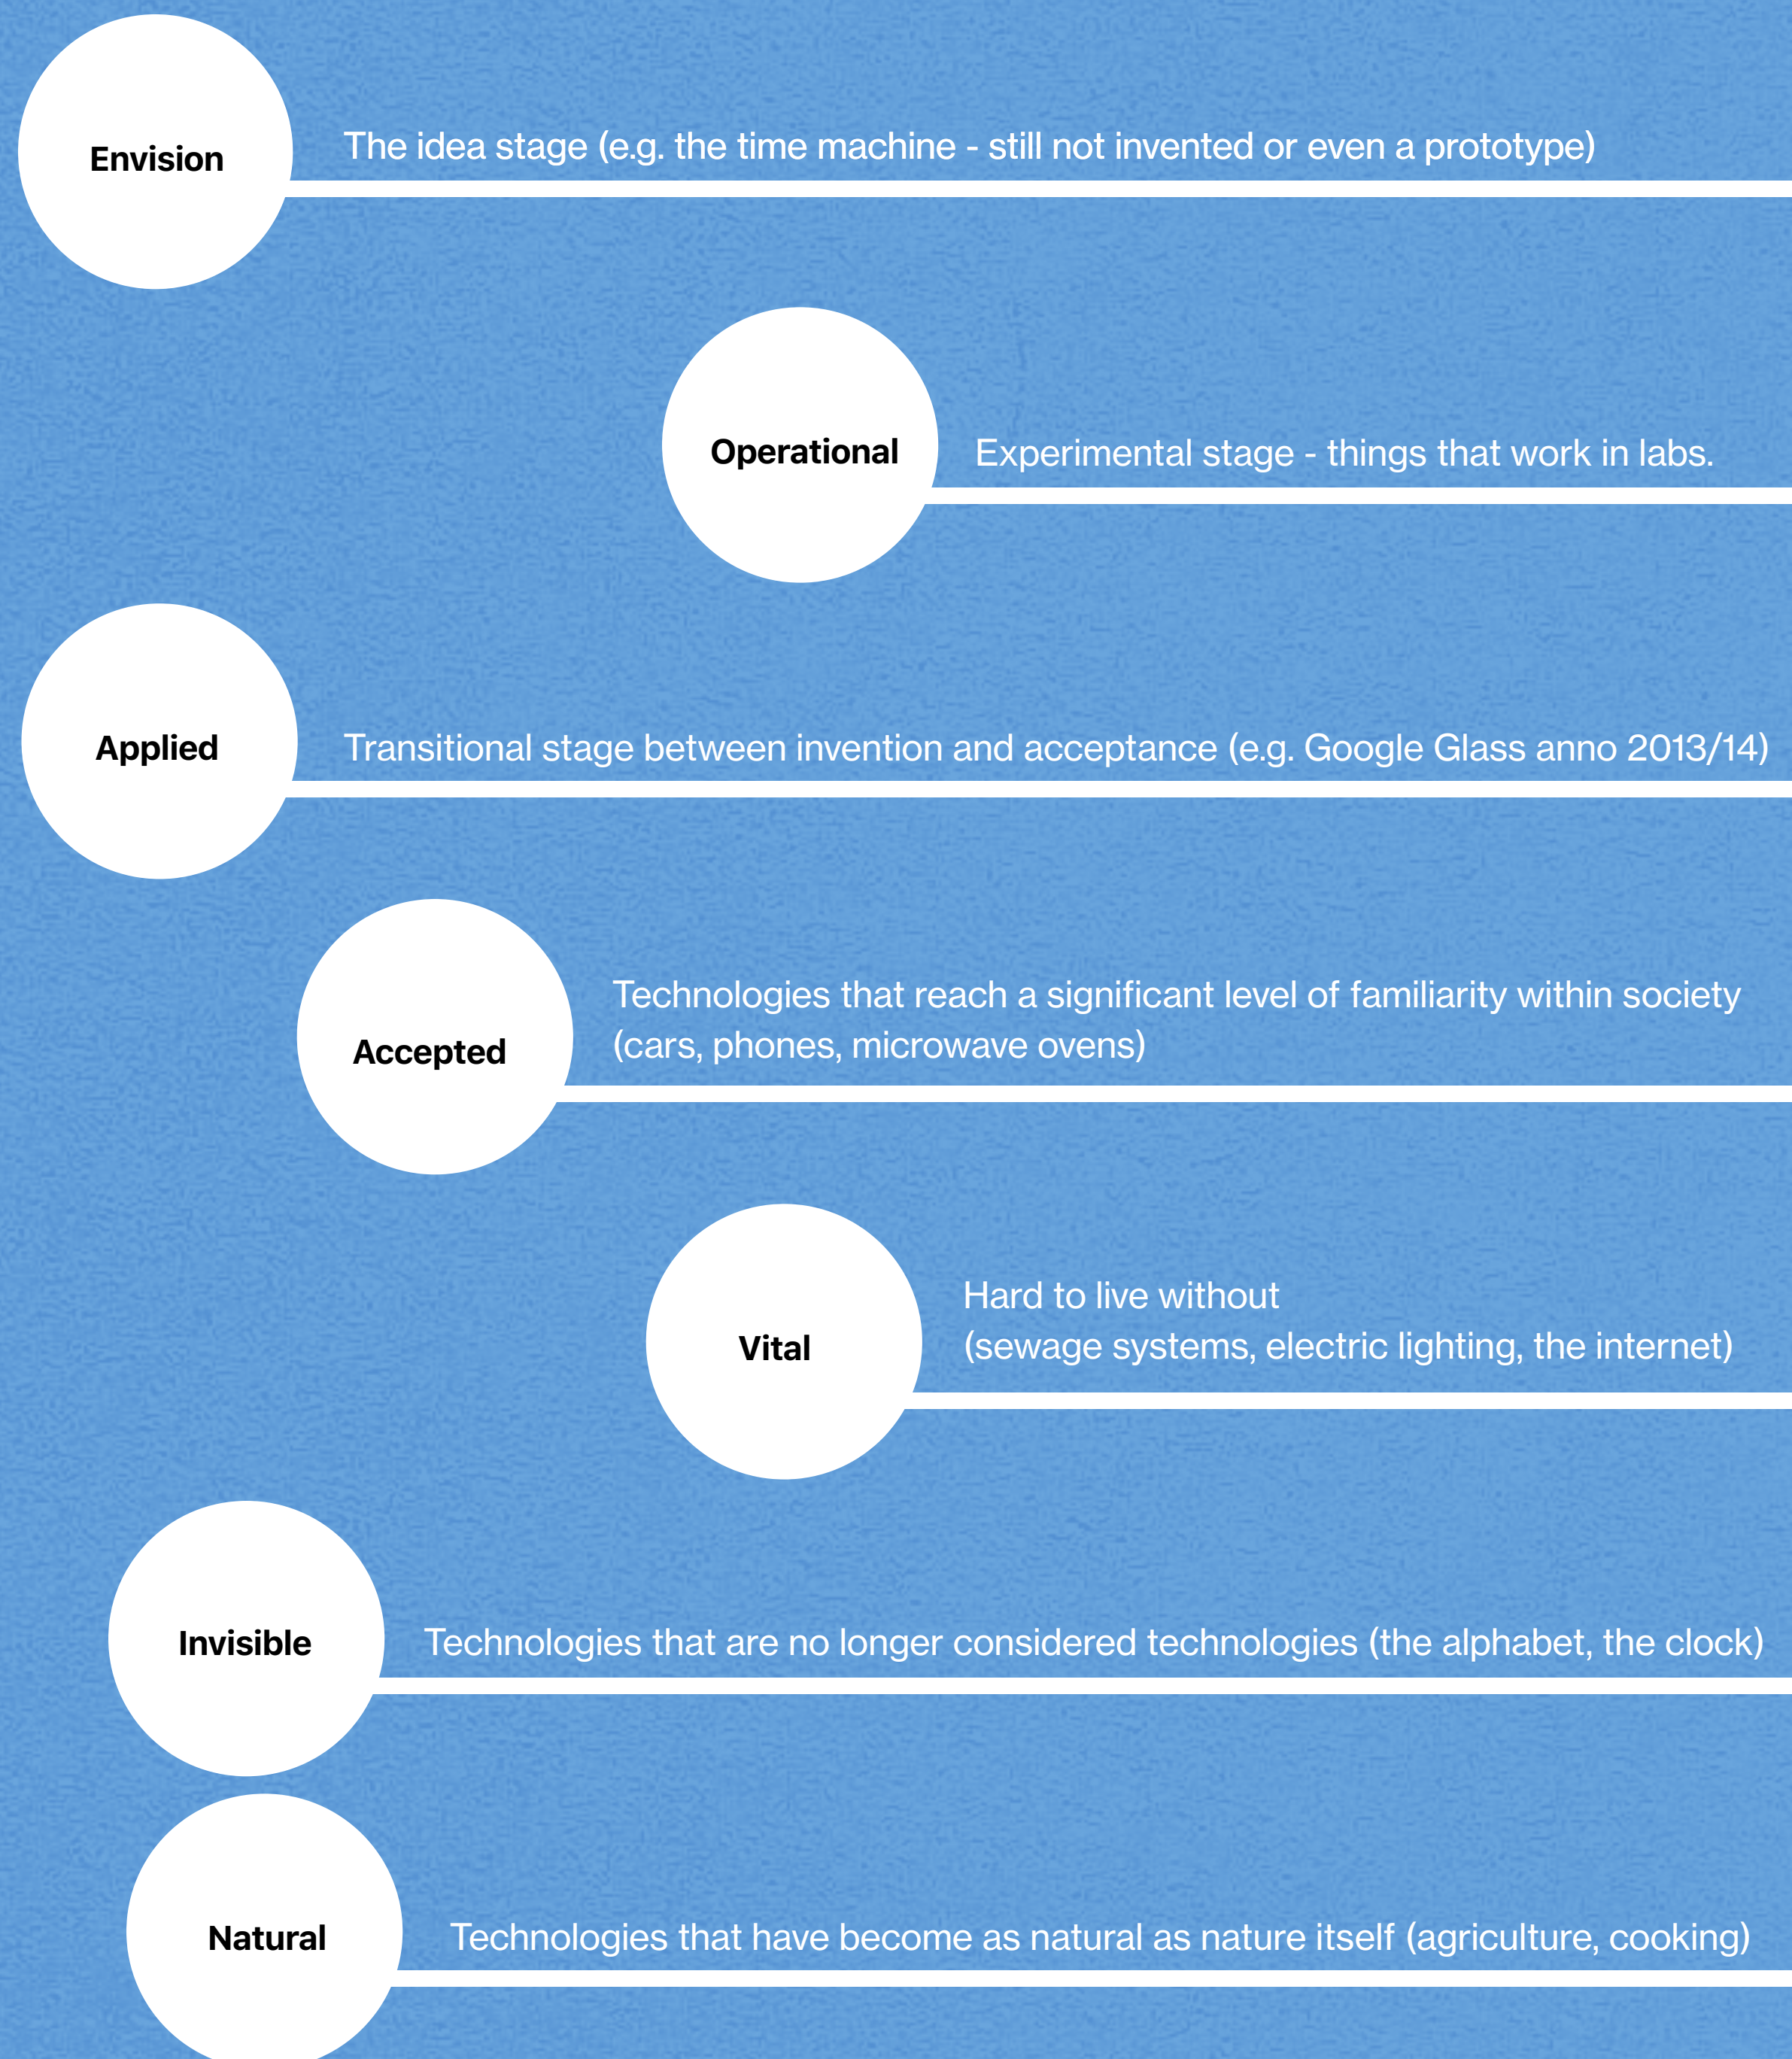 Envision
The idea stage (e.g. the time machine - still not invented or even a prototype)
Operational
Experimental stage - things that work in labs.
Applied
Transitional stage between invention and acceptance (e.g. Google Glass anno 2013/14)
Accepted
Technologies that reach a significant level of familiarity within society
(cars, phones, microwave ovens)
Vital
Hard to live without
(sewage systems, electric lighting, the internet)
Invisible
Technologies that are no longer considered technologies (the alphabet, the clock)
Natural
Technologies that have become as natural as nature itself (agriculture, cooking)